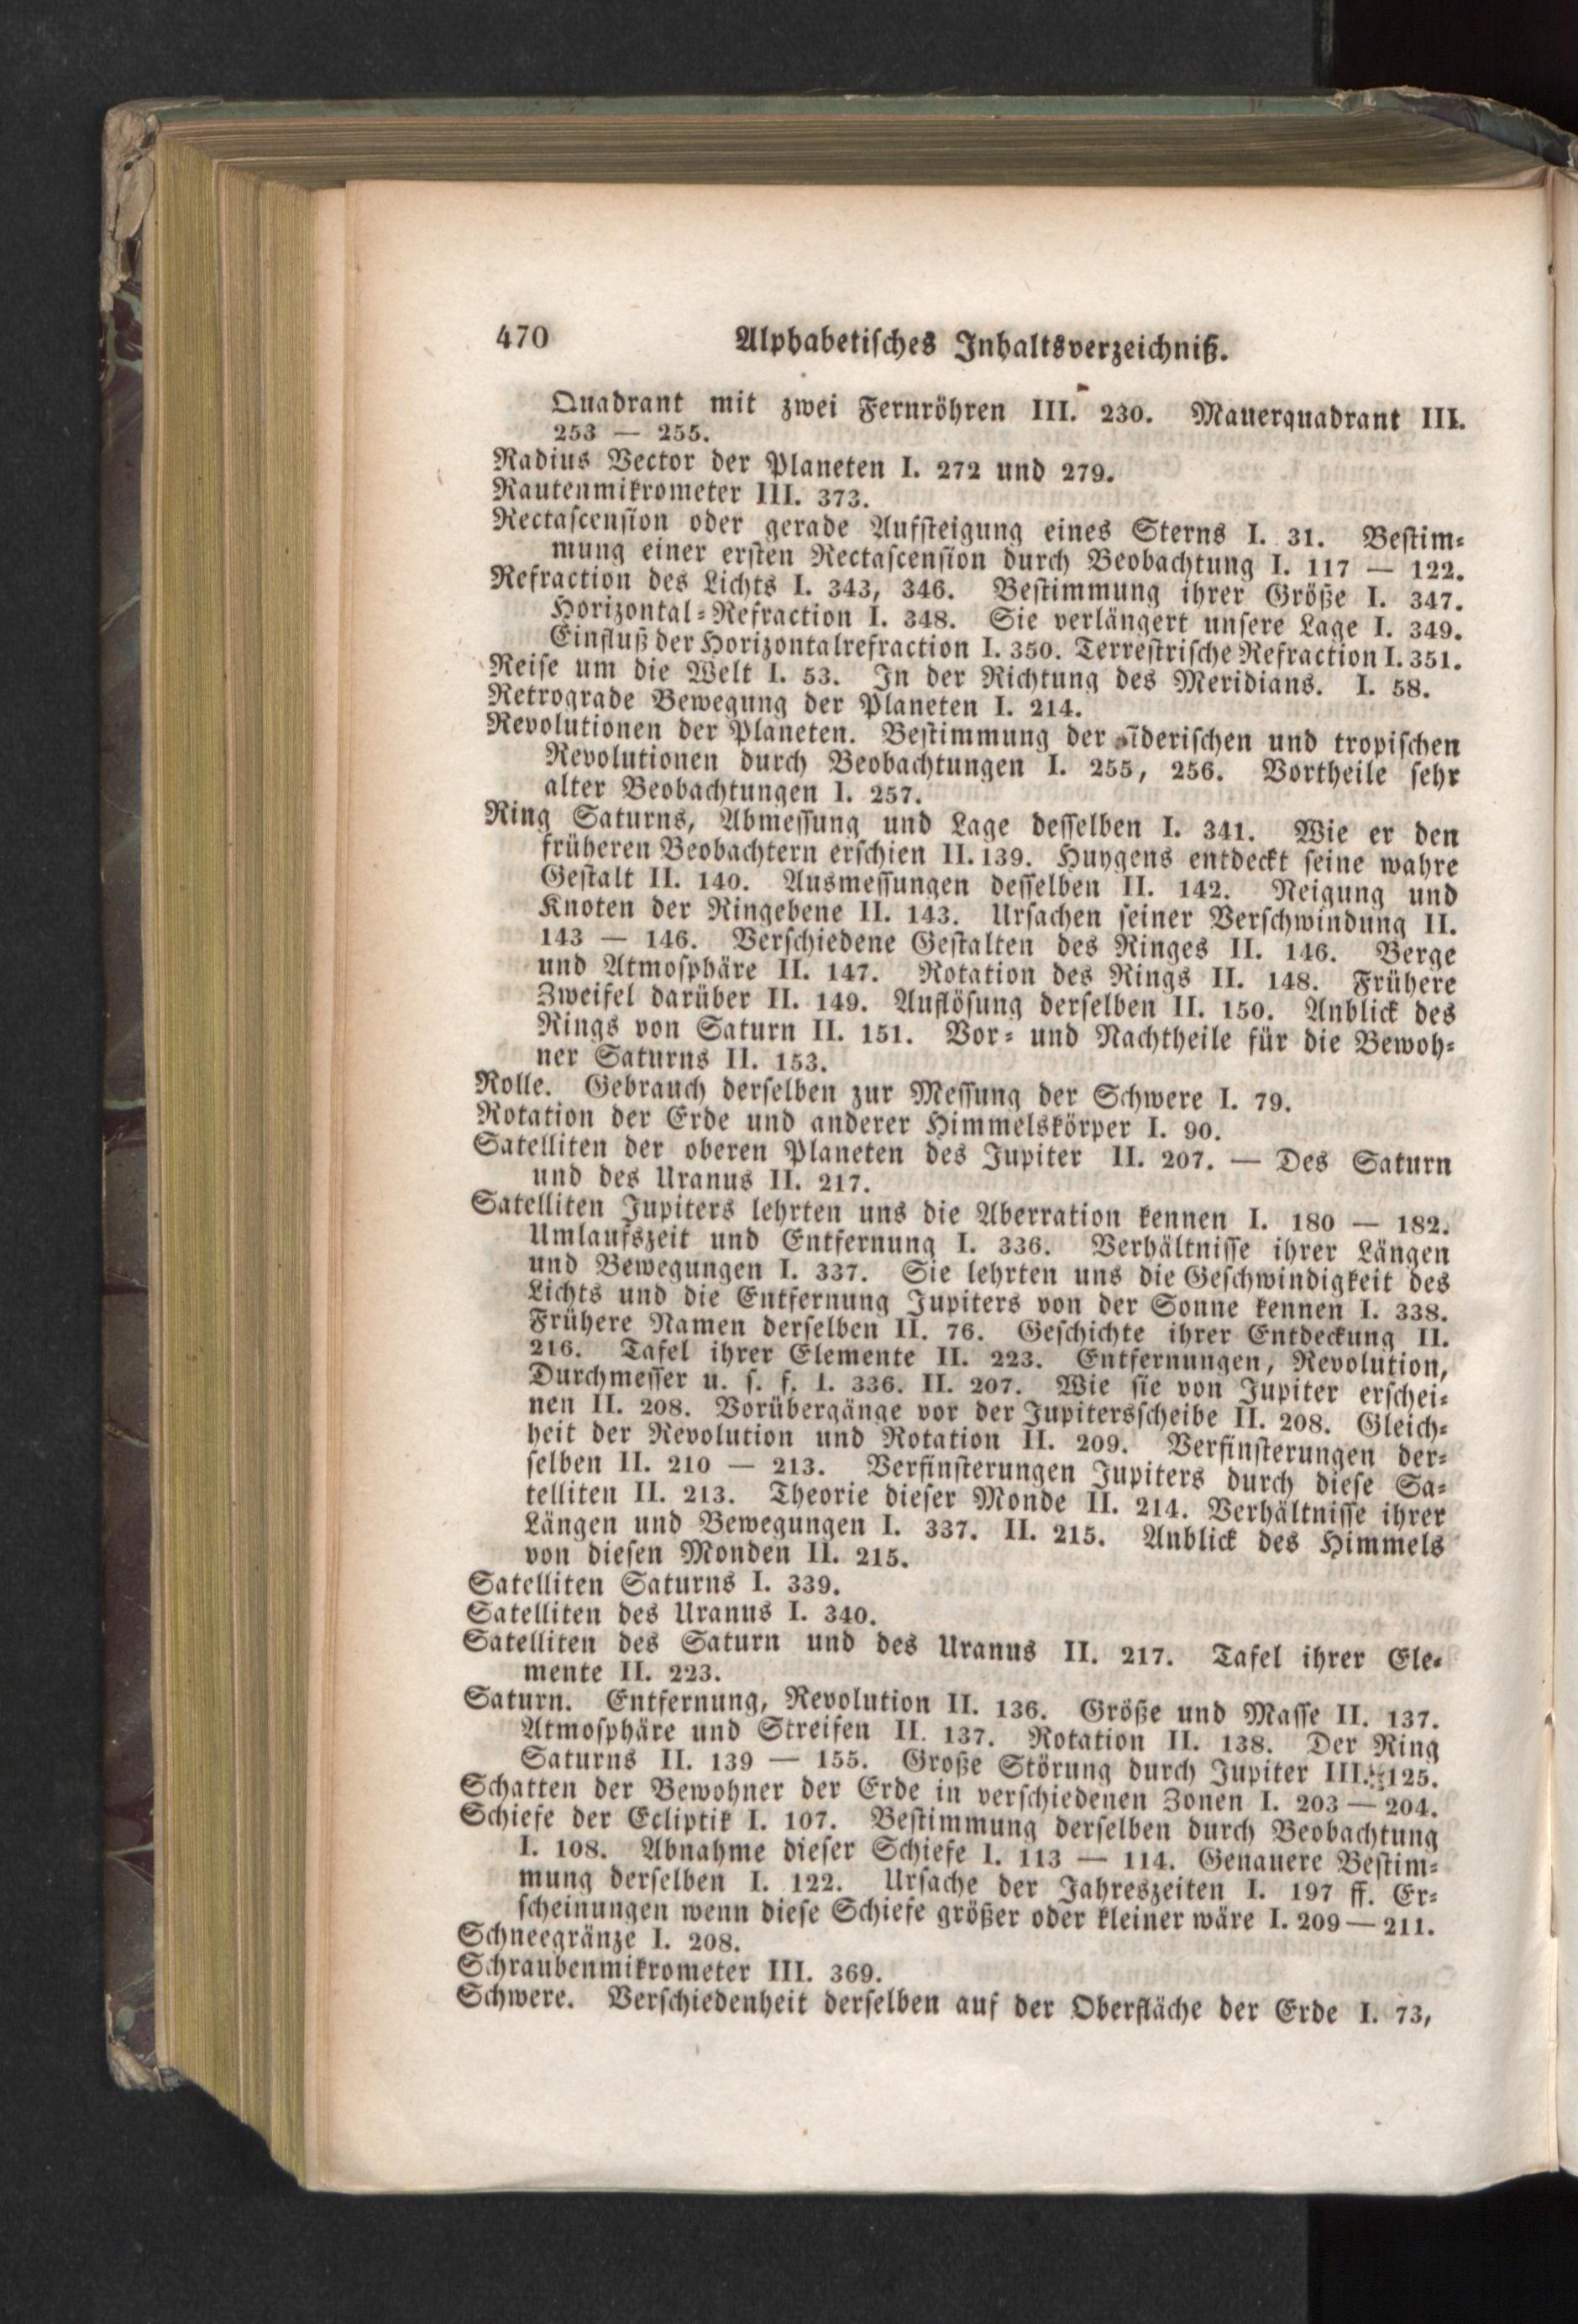 470 Alphabetisches Inhaltsverzeichniß.
Quadrant mit zwei Fernröhren III. 230. Mauerquadrant III.
253 — 255.
Radius Vector der Planeten I. 272 und 279.
Rautenmikrometer III. 373.
Rectascension oder gerade Aufsteigung eines Sterns I. 31. Bestim-
mung einer ersten Rectascension durch Beobachtung I. 117 — 122.
Refraction des Lichts I. 343, 346. Bestimmung ihrer Größe I. 347.
Horizontal-Refraction I. 348. Sie verlängert unsere Lage I. 349.
Einfluß der Horizontalrefraction I. 350. Terrestrische Refraction I. 351.
Reise um die Welt I. 53. In der Richtung des Meridians. I. 58.
Retrograde Bewegung der Planeten I. 214.
Revolutionen der Planeten. Bestimmung der siderischen und tropischen
Revolutionen durch Beobachtungen I. 255, 256. Vortheile sehr
alter Beobachtungen I. 257.
Ring Saturns, Abmessung und Lage desselben I. 341. Wie er den
früheren Beobachtern erschien II. 139. Huygens entdeckt seine wahre
Gestalt II. 140. Ausmessungen desselben II. 142. Neigung und
Knoten der Ringebene II. 143. Ursachen seiner Verschwindung II.
143 — 146. Verschiedene Gestalten des Ringes II. 146. Berge
und Atmosphäre II. 147. Rotation des Rings II. 148. Frühere
Zweifel darüber II. 149. Auflösung derselben II. 150. Anblick des
Rings von Saturn II. 151. Vor- und Nachtheile für die Bewoh-
ner Saturns II. 153.
Rolle. Gebrauch derselben zur Messung der Schwere I. 79.
Rotation der Erde und anderer Himmelskörper I. 90.
Satelliten der oberen Planeten des Jupiter II. 207. — Des Saturn
und des Uranus II. 217.
Satelliten Jupiters lehrten uns die Aberration kennen I. 180 — 182.
Umlaufszeit und Entfernung I. 336. Verhältnisse ihrer Längen
und Bewegungen I. 337. Sie lehrten uns die Geschwindigkeit des
Lichts und die Entfernung Jupiters von der Sonne kennen I. 338.
Frühere Namen derselben II. 76. Geschichte ihrer Entdeckung II.
216. Tafel ihrer Elemente II. 223. Entfernungen, Revolution,
Durchmesser u. s. f. I. 336. II. 207. Wie sie von Jupiter erschei-
nen II. 208. Vorübergänge vor der Jupitersscheibe II. 208. Gleich-
heit der Revolution und Rotation II. 209. Verfinsterungen der-
selben II. 210 — 213. Verfinsterungen Jupiters durch diese Sa-
telliten II. 213. Theorie dieser Monde II. 214. Verhältnisse ihrer
Längen und Bewegungen I. 337. II. 215. Anblick des Himmels
von diesen Monden II. 215.
Satelliten Saturns I. 339.
Satelliten des Uranus I. 340.
Satelliten des Saturn und des Uranus II. 217. Tafel ihrer Ele-
mente II. 223.
Saturn. Entfernung, Revolution II. 136. Größe und Masse II. 137.
Atmosphäre und Streifen II. 137. Rotation II. 138. Der Ring
Saturns II. 139 — 155. Große Störung durch Jupiter III. 125.
Schatten der Bewohner der Erde in verschiedenen Zonen I. 203 — 204.
Schiefe der Ecliptik I. 107. Bestimmung derselben durch Beobachtung
I. 108. Abnahme dieser Schiefe I. 113 — 114. Genauere Bestim-
mung derselben I. 122. Ursache der Jahreszeiten I. 197 ff. Er-
scheinungen wenn diese Schiefe größer oder kleiner wäre I. 209 — 211.
Schneegränze I. 208.
Schraubenmikrometer III. 369.
Schwere. Verschiedenheit derselben auf der Oberfläche der Erde I. 73,